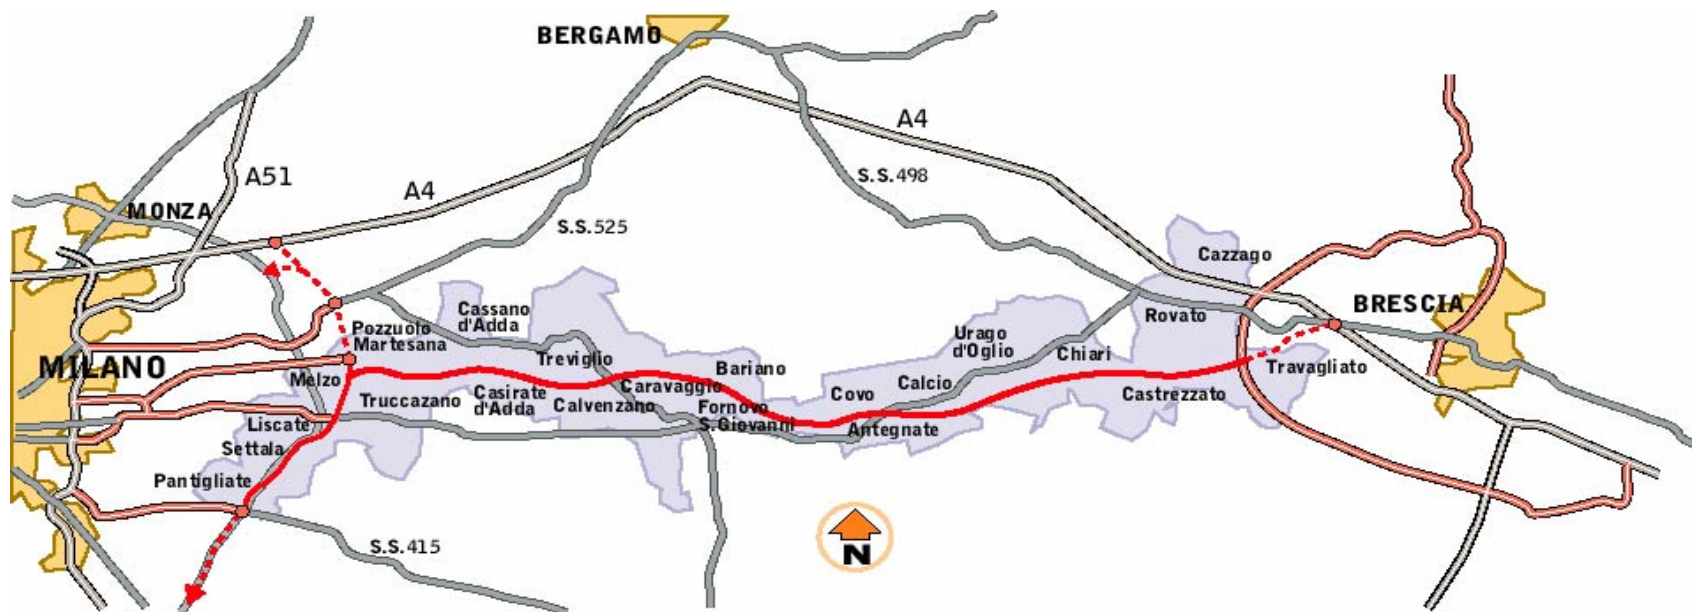 BERGAMO
A4
A51
A4
S.S.498
MONZA
S.S.525
Cazzago
BRESCIA
Cassano
d'Adda
Pozzuolo
Martesana
Rovato
Urago
d'Oglio
Chiari
Treviglio
Bariano
MILANO
Travagliato
Melzo
Caravaggio
Calcio
Covo
Castrezzato
Casirate
d'Adda
Truccazano
Calvenzano
Fornovo
S.Giovanni
Liscate
Antegnate
Settala
Pantigliate
S.S.415
N